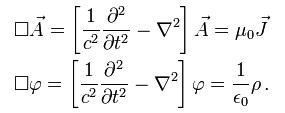 □A⃗ = [1/c² ∂²/∂t² − ∇²] A⃗ = μ₀J⃗
□φ = [1/c² ∂²/∂t² − ∇²] φ = 1/ϵ₀ ρ .